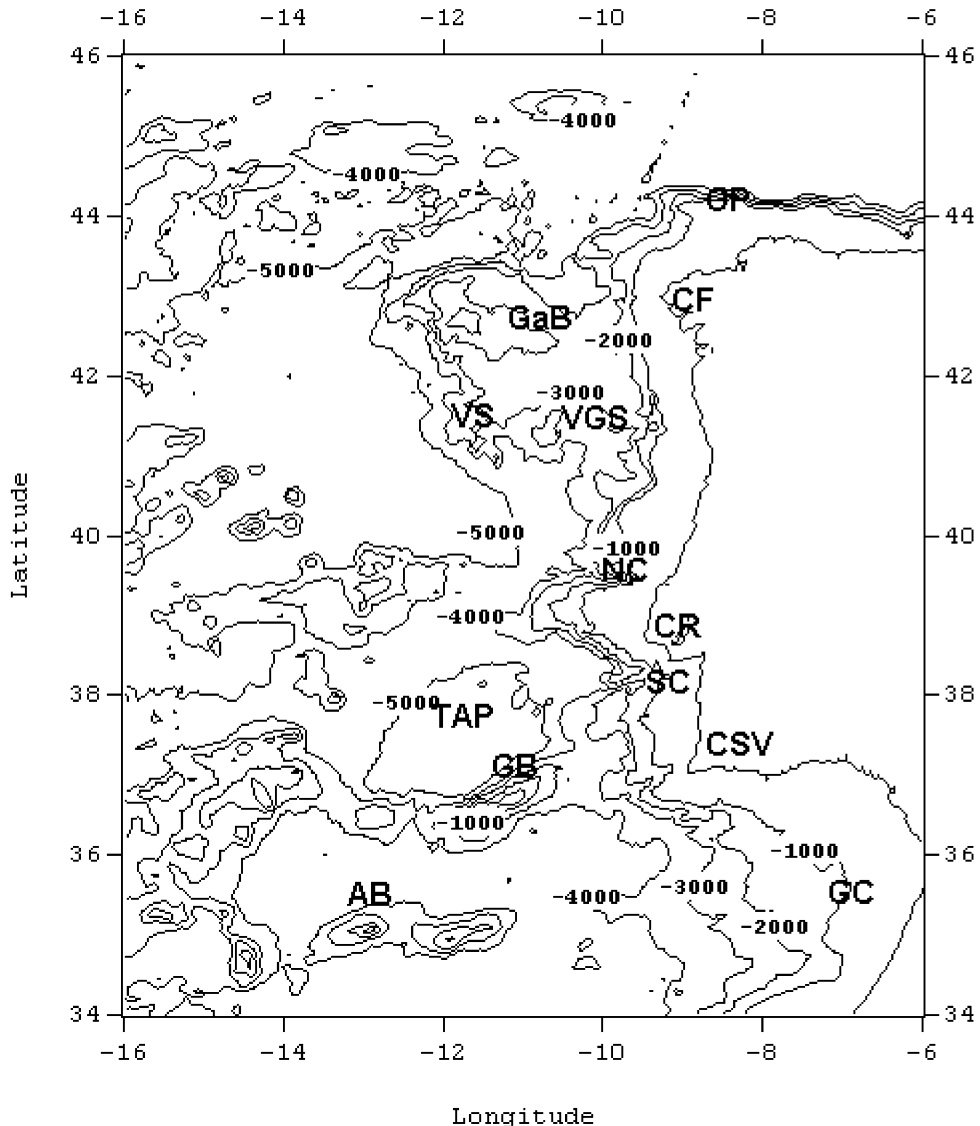 -16 -14 -12 -10 -8 -6
46 46
-4000
-4000
OP
44 44
-5000
CF
GaB
-2000
42 42
-3000
VS VGS
-5000
40 40
-1000
NC
-4000
CR
SC
38 38
-5000
TAP
CSV
GB
-1000
36 36
-1000
-3000
AB -4000 GC
-2000
34 34
-16 -14 -12 -10 -8 -6
Latitude
Longitude